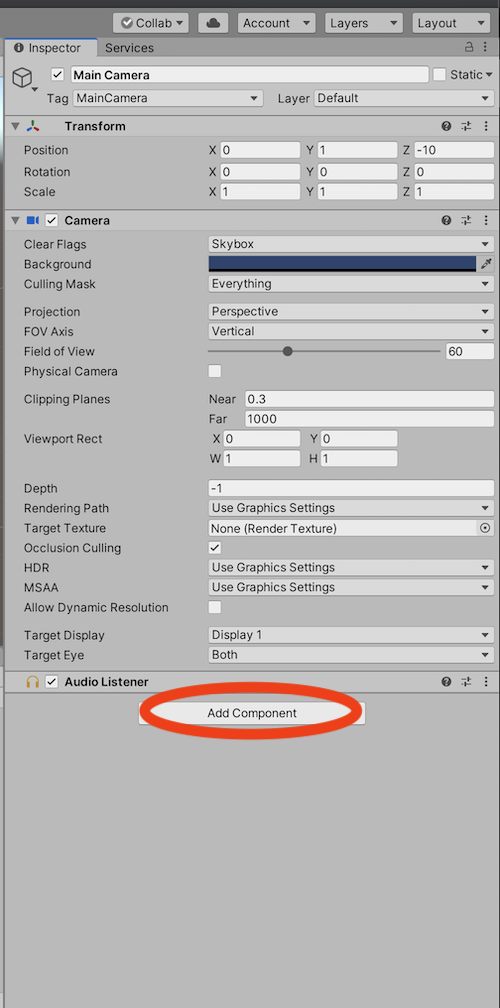 Collab Account Layers Layout
Inspector Services
Main Camera Static
Tag MainCamera Layer Default
Transform
Position X 0 Y 1 Z -10
Rotation X 0 Y 0 Z 0
Scale X 1 Y 1 Z 1
Camera
Clear Flags Skybox
Background
Culling Mask Everything
Projection Perspective
FOV Axis Vertical
Field of View 60
Physical Camera
Clipping Planes Near 0.3
Far 1000
Viewport Rect X 0 Y 0
W 1 H 1
Depth -1
Rendering Path Use Graphics Settings
Target Texture None (Render Texture)
Occlusion Culling
HDR Use Graphics Settings
MSAA Use Graphics Settings
Allow Dynamic Resolution
Target Display Display 1
Target Eye Both
Audio Listener
Add Component